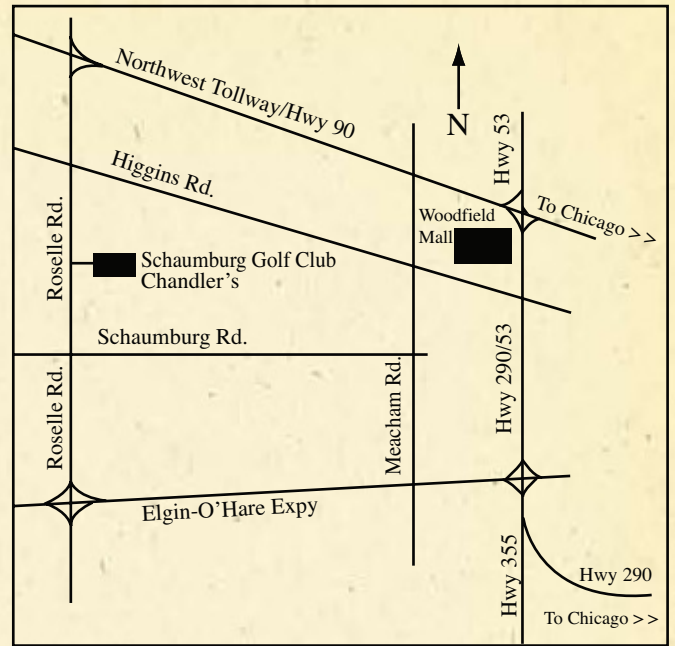 Northwest Tollway/Hwy 90
N
Hwy 53
Higgins Rd.
To Chicago >>
Woodfield
Mall
Roselle Rd.
Schaumburg Golf Club
Chandler's
Schaumburg Rd.
Hwy 290/53
Roselle Rd.
Meacham Rd.
Elgin-O'Hare Expy
Hwy 355
Hwy 290
To Chicago >>